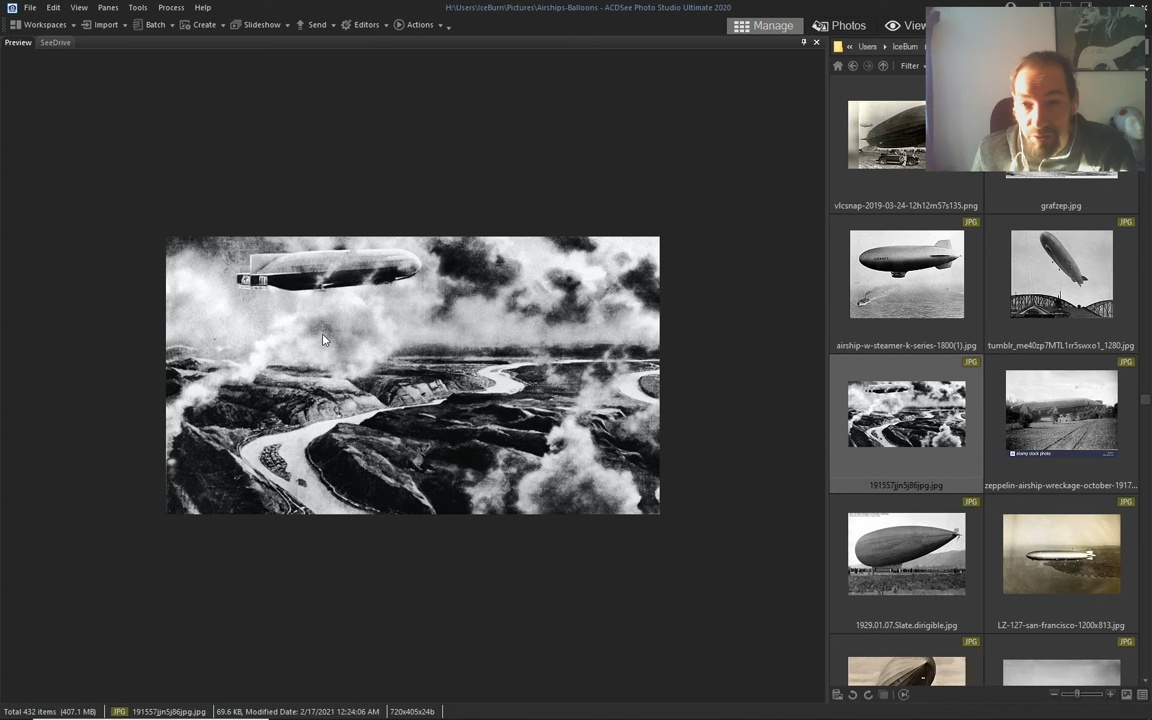 File Edit View Panes Tools Process Help
H:\Users\IceBurn\Pictures\Airships-Balloons - ACDSee Photo Studio Ultimate 2020
Workspaces Import Batch Create Slideshow Send Editors Actions
Manage Photos View
Preview SeeDrive
Users IceBurn
Filter
vlcsnap-2019-03-24-12h12m57s135.png grafzep.jpg
JPG JPG
airship-w-steamer-k-series-1800(1).jpg tumblr_me40zp7MTL1rr5swxo1_1280.jpg
JPG JPG
alamy stock photo
191557jjn5j86jpg.jpg zeppelin-airship-wreckage-october-1917...
JPG JPG
1929.01.07.Slate.dirigible.jpg LZ-127-san-francisco-1200x813.jpg
JPG JPG
Total 432 items (407.1 MB) JPG 191557jjn5j86jpg.jpg 69.6 KB, Modified Date: 2/17/2021 12:24:06 AM 720x405x24b